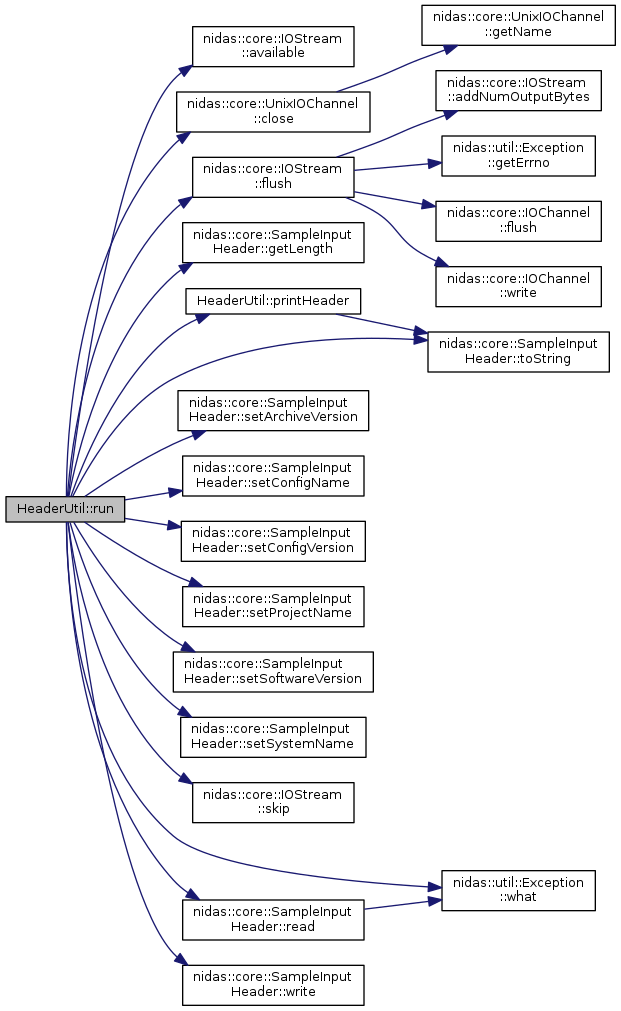 nidas::core::UnixIOChannel
::getName
nidas::core::IOStream
::available
nidas::core::IOStream
::addNumOutputBytes
nidas::core::UnixIOChannel
::close
nidas::util::Exception
::getErrno
nidas::core::IOStream
::flush
nidas::core::IOChannel
::flush
nidas::core::SampleInput
Header::getLength
nidas::core::IOChannel
::write
HeaderUtil::printHeader
nidas::core::SampleInput
Header::toString
nidas::core::SampleInput
Header::setArchiveVersion
nidas::core::SampleInput
Header::setConfigName
HeaderUtil::run
nidas::core::SampleInput
Header::setConfigVersion
nidas::core::SampleInput
Header::setProjectName
nidas::core::SampleInput
Header::setSoftwareVersion
nidas::core::SampleInput
Header::setSystemName
nidas::core::IOStream
::skip
nidas::util::Exception
::what
nidas::core::SampleInput
Header::read
nidas::core::SampleInput
Header::write